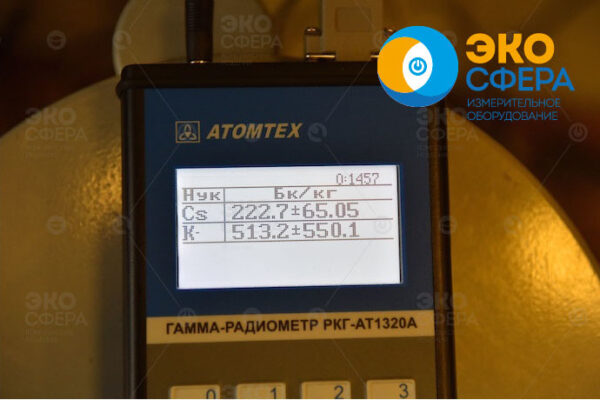 ЭКО
СФЕРА
ИЗМЕРИТЕЛЬНОЕ
ОБОРУДОВАНИЕ
ATOMTEX
0:1457
Нук Бк/кг
Cs 222.7±65.05
K- 513.2±550.1
ГАММА-РАДИОМЕТР РКГ-АТ1320А
0 1 2 3